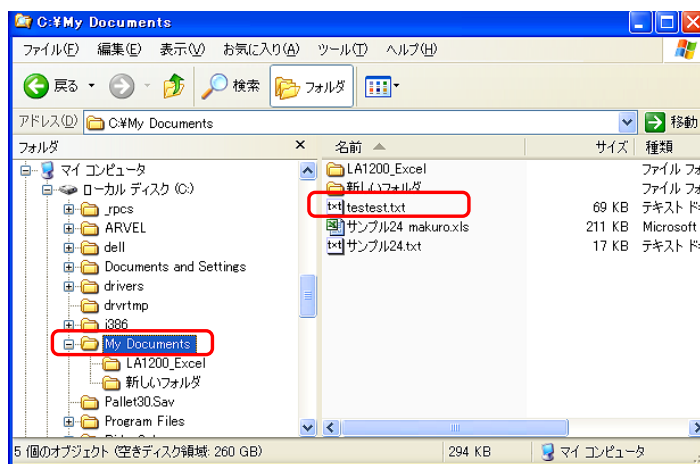 C:¥My Documents
ファイル(F) 編集(E) 表示(V) お気に入り(A) ツール(T) ヘルプ(H)
戻る 検索 フォルダ
アドレス(D) C:¥My Documents 移動
フォルダ × 名前 サイズ 種類
マイ コンピュータ
ローカル ディスク (C:)
_rpcs
ARVEL
dell
Documents and Settings
drivers
drvrtmp
i386
My Documents
LA1200_Excel
新しいフォルダ
Pallet30.Sav
Program Files
LA1200_Excel ファイル フォ
新しいフォルダ ファイル フォ
txt testest.txt 69 KB テキスト ド
サンプル24 makuro.xls 211 KB Microsoft
txt サンプル24.txt 17 KB テキスト ド
5 個のオブジェクト (空きディスク領域: 260 GB) 294 KB マイ コンピュータ